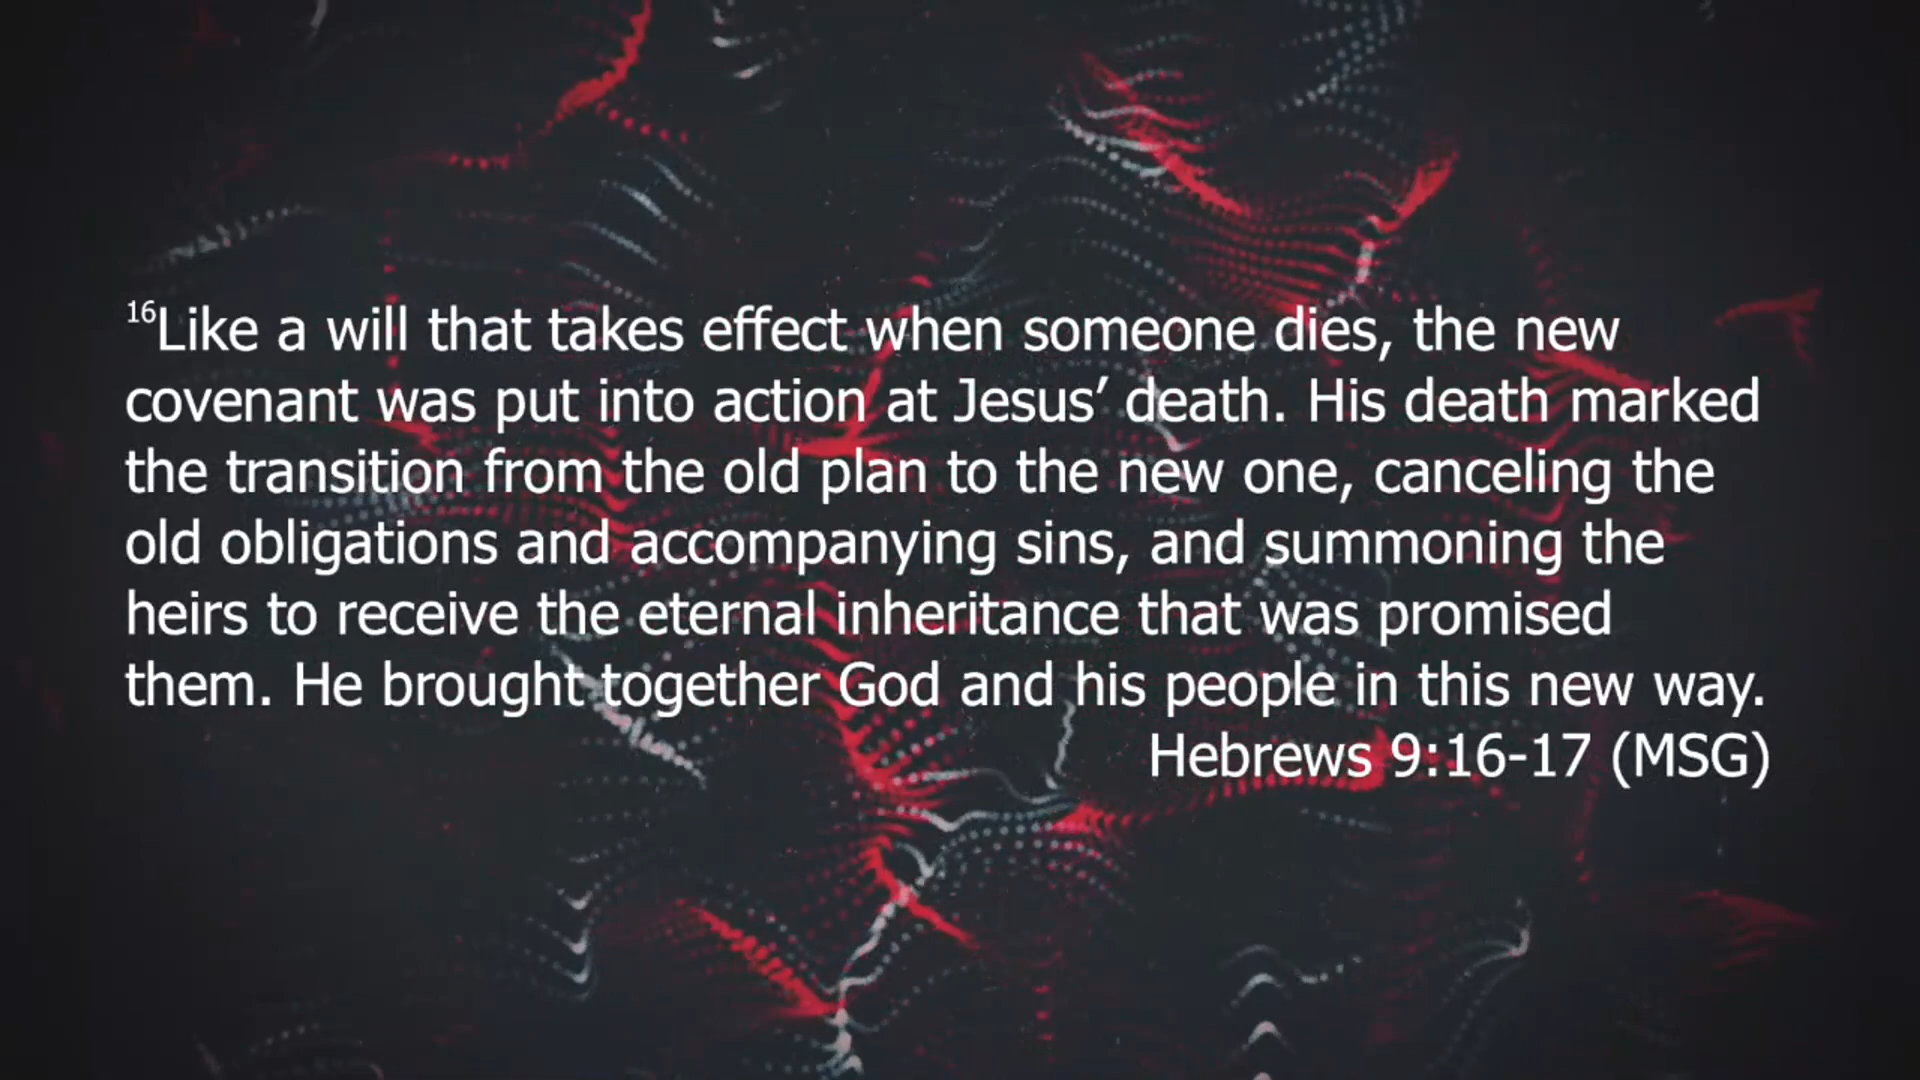 16Like a will that takes effect when someone dies, the new
covenant was put into action at Jesus’ death. His death marked
the transition from the old plan to the new one, canceling the
old obligations and accompanying sins, and summoning the
heirs to receive the eternal inheritance that was promised
them. He brought together God and his people in this new way.
Hebrews 9:16-17 (MSG)